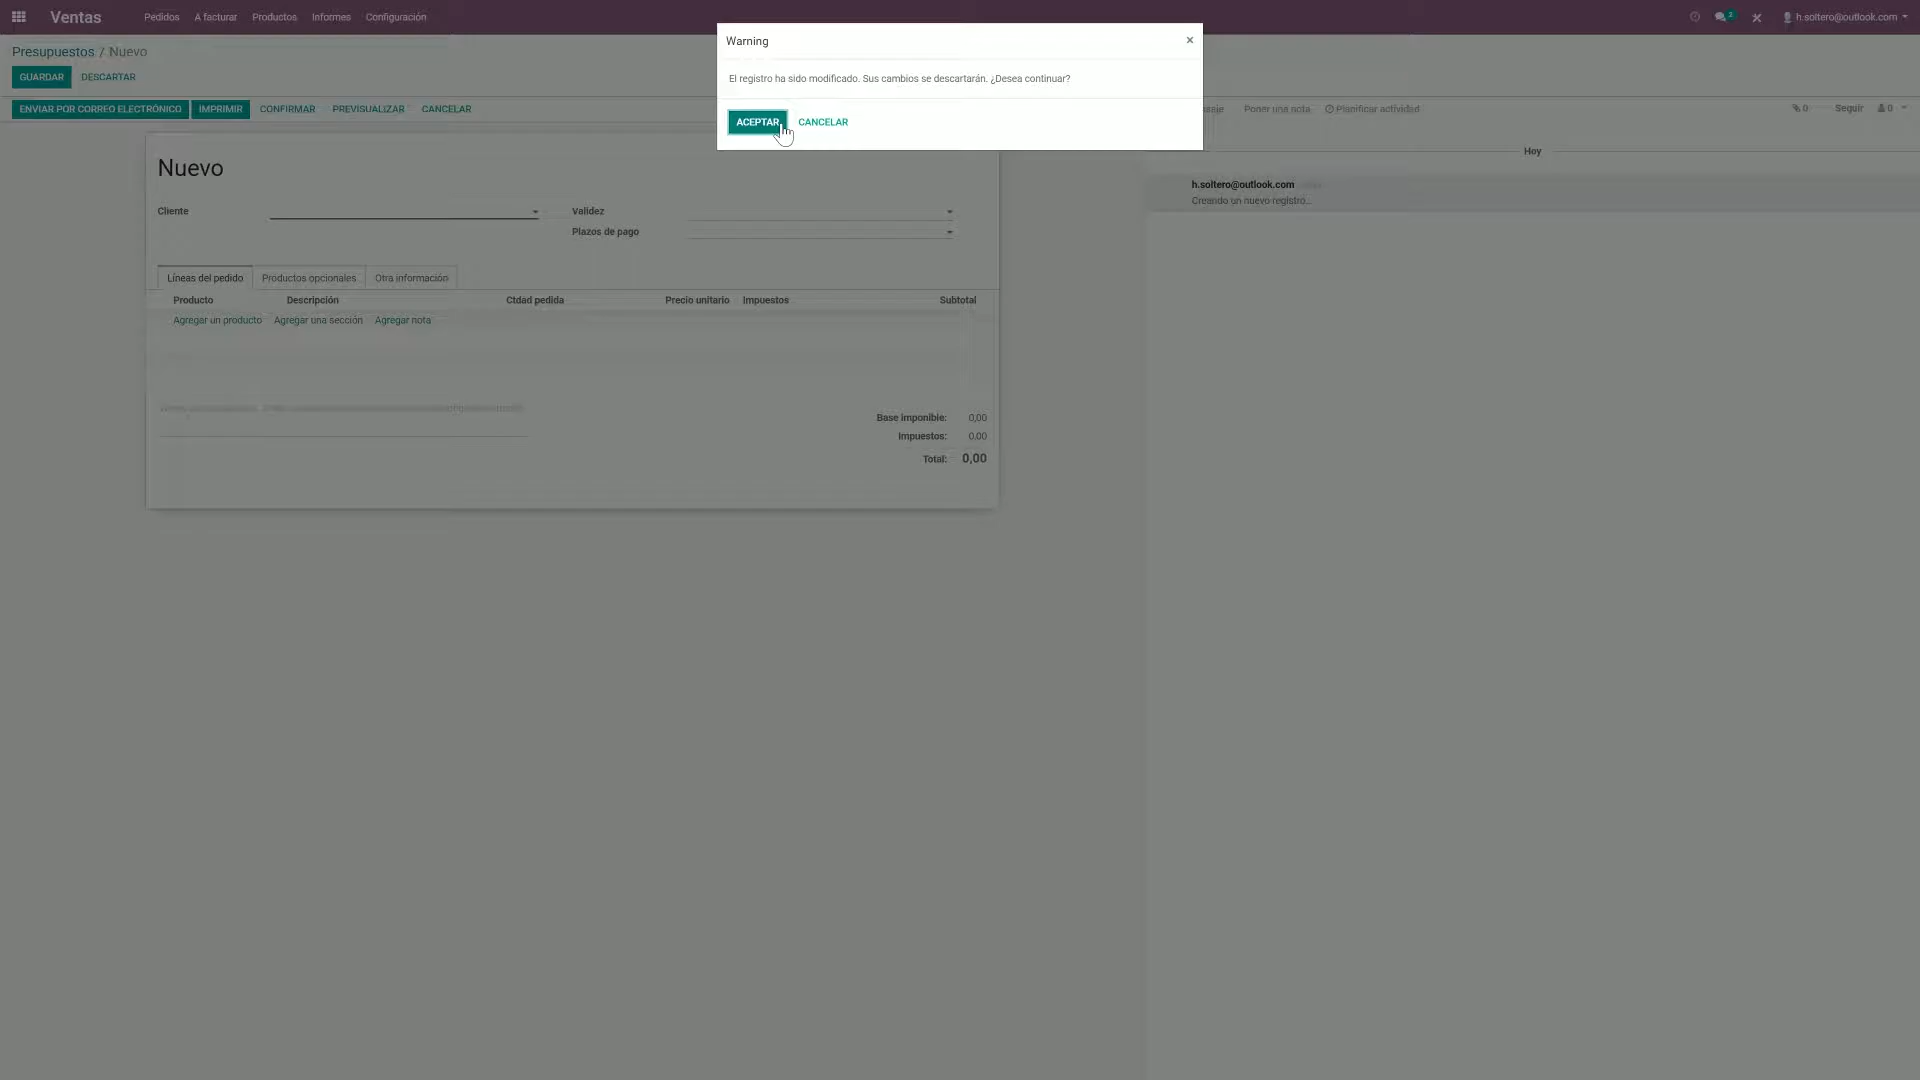 Ventas Pedidos A facturar Productos Informes Configuración 2 h.soltero@outlook.com
Warning
Presupuestos / Nuevo
GUARDAR DESCARTAR
El registro ha sido modificado. Sus cambios se descartarán. ¿Desea continuar?
ENVIAR POR CORREO ELECTRÓNICO IMPRIMIR CONFIRMAR PREVISUALIZAR CANCELAR
Poner una nota Planificar actividad 0 Seguir 0
ACEPTAR CANCELAR
Hoy
Nuevo
h.soltero@outlook.com
Creando un nuevo registro...
Cliente Validez
Plazos de pago
Líneas del pedido Productos opcionales Otra información
Producto Descripción Ctdad pedida Precio unitario Impuestos Subtotal
Agregar un producto Agregar una sección Agregar nota
Base imponible: 0,00
Impuestos: 0,00
Total: 0,00